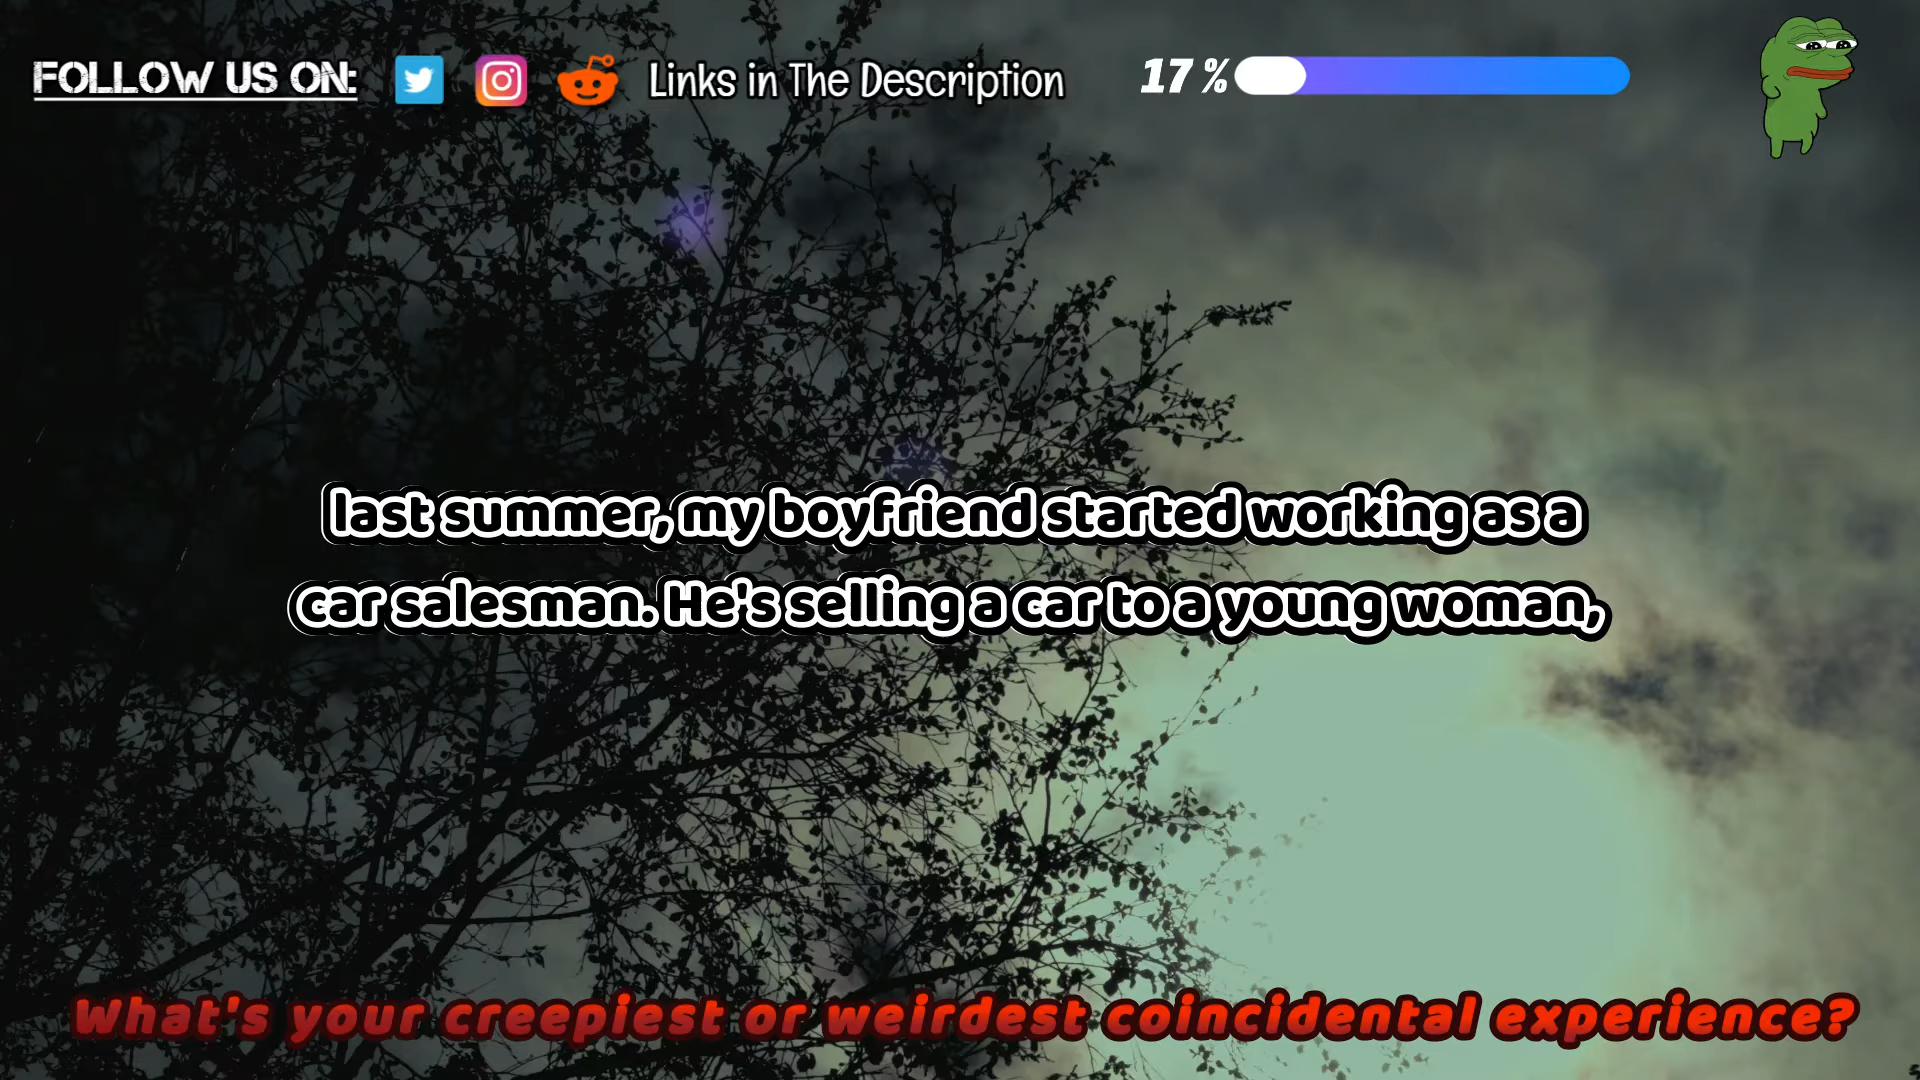 FOLLOW US ON: Links in The Description 17 %
last summer, my boyfriend started working as a
car salesman. He's selling a car to a young woman,
What's your creepiest or weirdest coincidental experience?